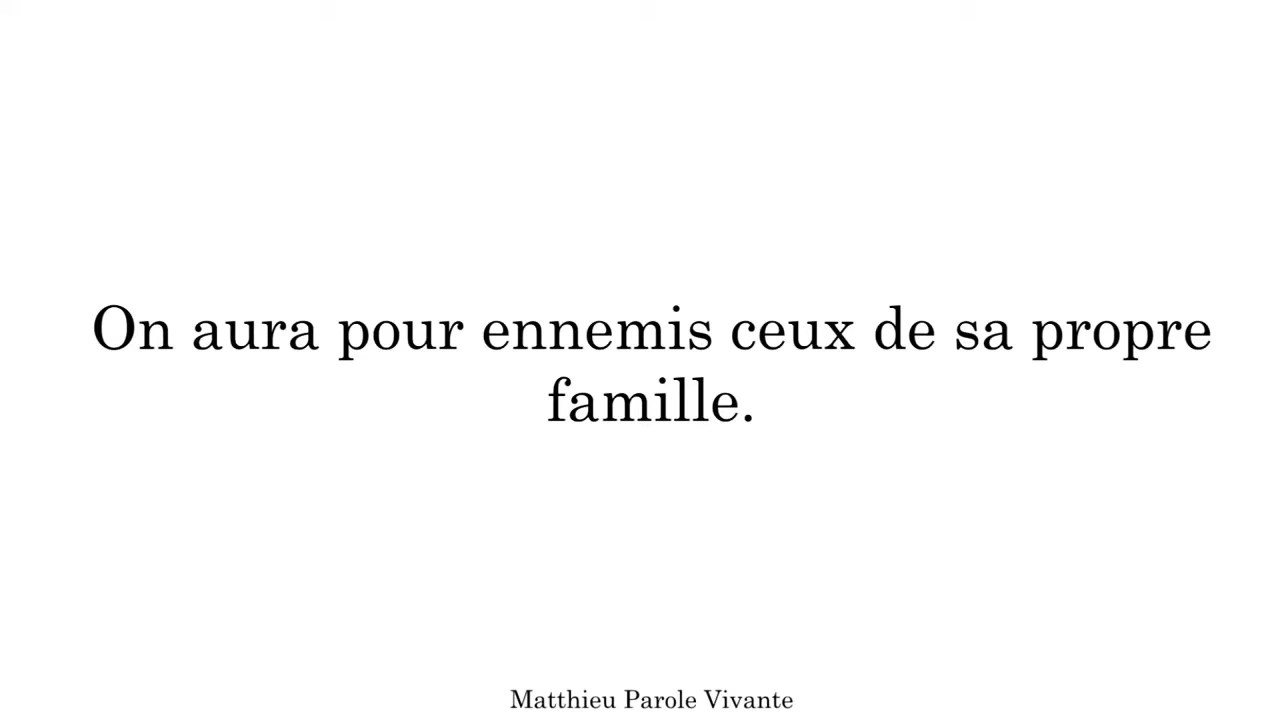 On aura pour ennemis ceux de sa propre
famille.
Matthieu Parole Vivante